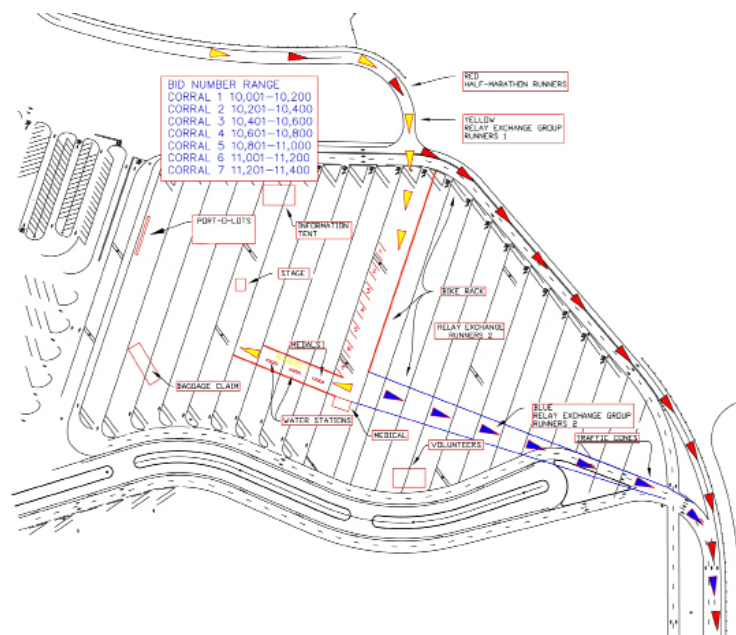 RED
HALF-MARATHON RUNNERS
BID NUMBER RANGE
CORRAL 1 10,001-10,200
CORRAL 2 10,201-10,400
CORRAL 3 10,401-10,600
CORRAL 4 10,601-10,800
CORRAL 5 10,801-11,000
CORRAL 6 11,001-11,200
CORRAL 7 11,201-11,400
YELLOW
RELAY EXCHANGE GROUP
RUNNERS 1
PORT-O-LOTS
INFORMATION
TENT
STAGE
BIKE RACK
RELAY EXCHANGE
RUNNERS 2
MEDALS
BAGGAGE CLAIM
WATER STATIONS
MEDICAL
BLUE
RELAY EXCHANGE GROUP
RUNNERS 2
TRAFFIC CONES
VOLUNTEERS